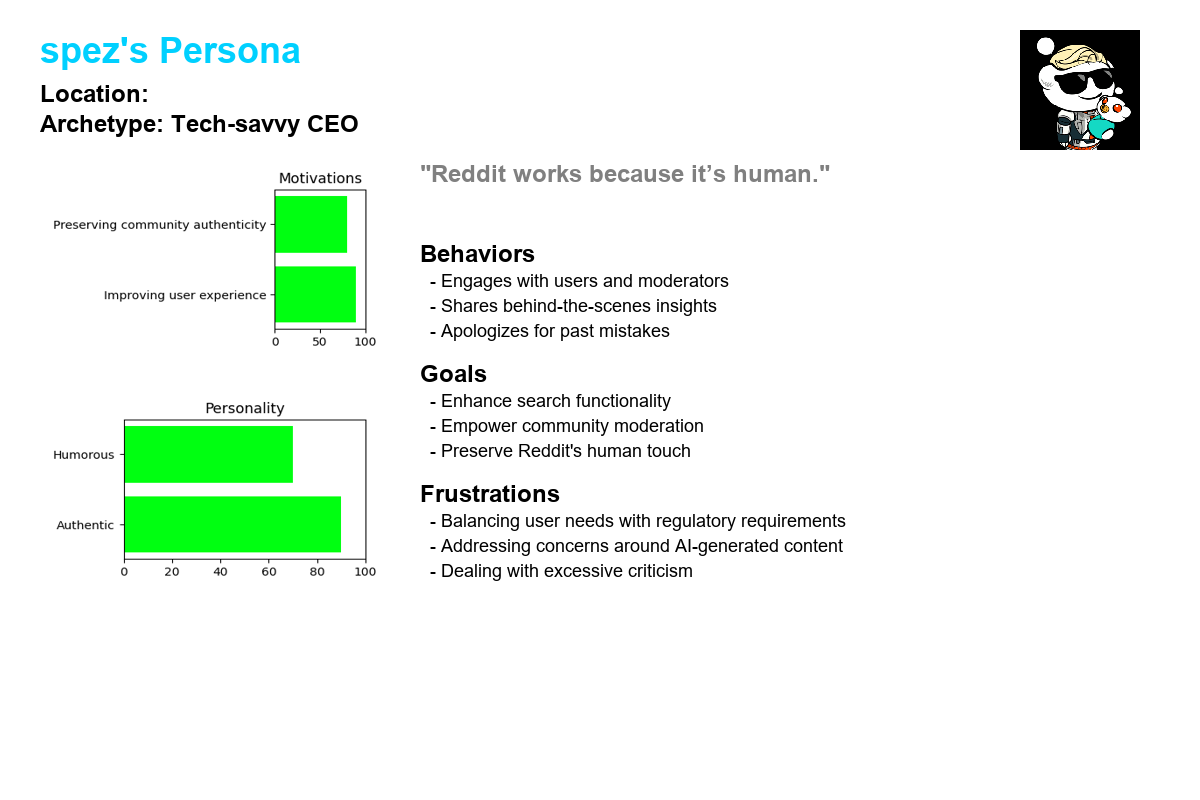 spez's Persona
Location:
Archetype: Tech-savvy CEO
Motivations
Preserving community authenticity
Improving user experience
0 50 100
Personality
Humorous
Authentic
0 20 40 60 80 100
"Reddit works because it’s human."
Behaviors
- Engages with users and moderators
- Shares behind-the-scenes insights
- Apologizes for past mistakes
Goals
- Enhance search functionality
- Empower community moderation
- Preserve Reddit's human touch
Frustrations
- Balancing user needs with regulatory requirements
- Addressing concerns around AI-generated content
- Dealing with excessive criticism